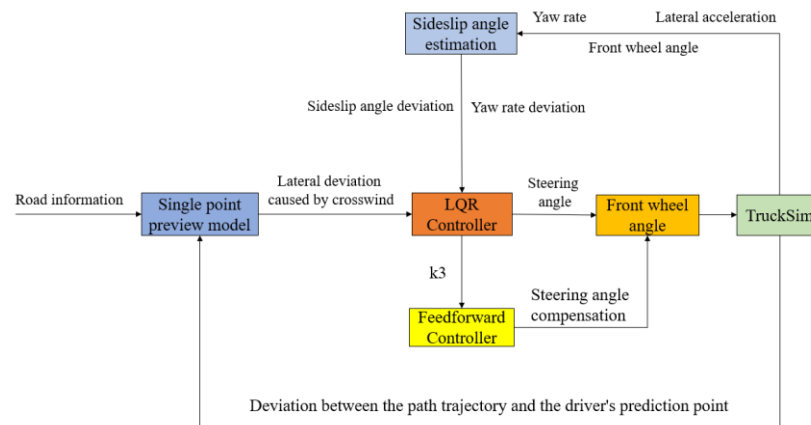 Sideslip angle
estimation
Yaw rate
Lateral acceleration
Front wheel angle
Sideslip angle deviation
Yaw rate deviation
Road information
Single point
preview model
Lateral deviation
caused by crosswind
LQR
Controller
Steering
angle
Front wheel
angle
TruckSim
k3
Feedforward
Controller
Steering angle
compensation
Deviation between the path trajectory and the driver's prediction point